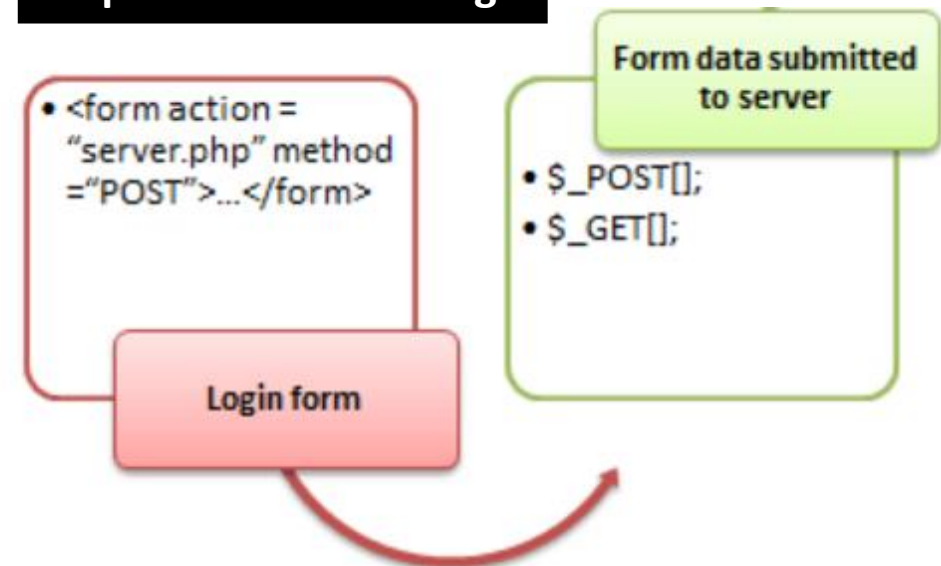 • <form action =
“server.php” method
=“POST”>...</form>
Login form
Form data submitted
to server
• $_POST[];
• $_GET[];